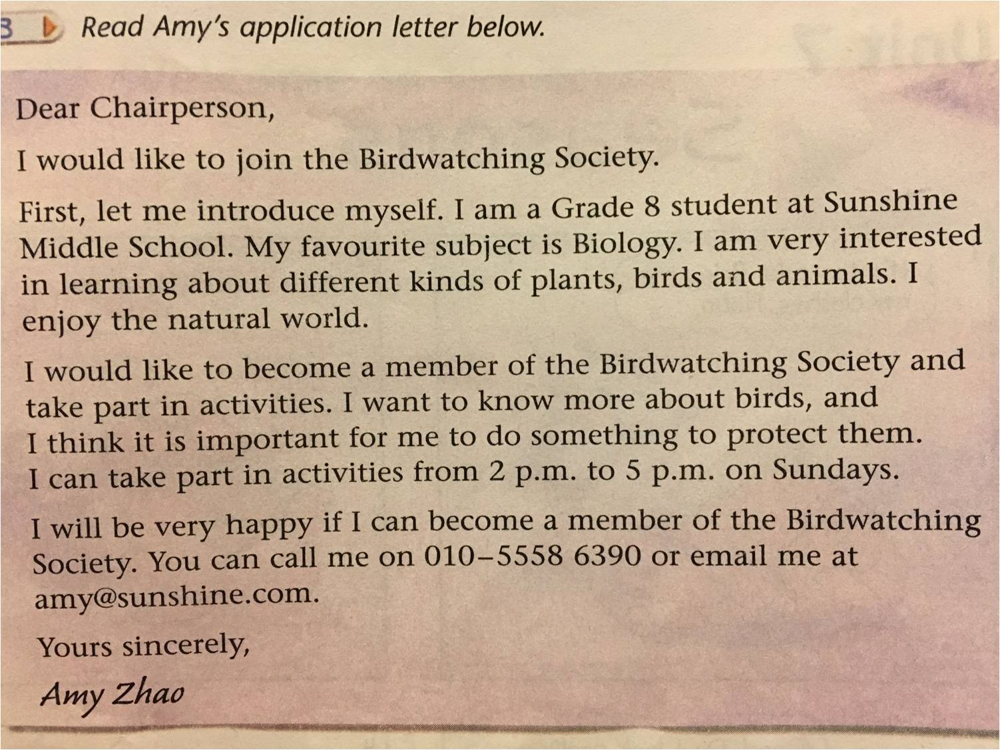 B Read Amy's application letter below.
Dear Chairperson,
I would like to join the Birdwatching Society.
First, let me introduce myself. I am a Grade 8 student at Sunshine
Middle School. My favourite subject is Biology. I am very interested
in learning about different kinds of plants, birds and animals. I
enjoy the natural world.
I would like to become a member of the Birdwatching Society and
take part in activities. I want to know more about birds, and
I think it is important for me to do something to protect them.
I can take part in activities from 2 p.m. to 5 p.m. on Sundays.
I will be very happy if I can become a member of the Birdwatching
Society. You can call me on 010–5558 6390 or email me at
amy@sunshine.com.
Yours sincerely,
Amy Zhao